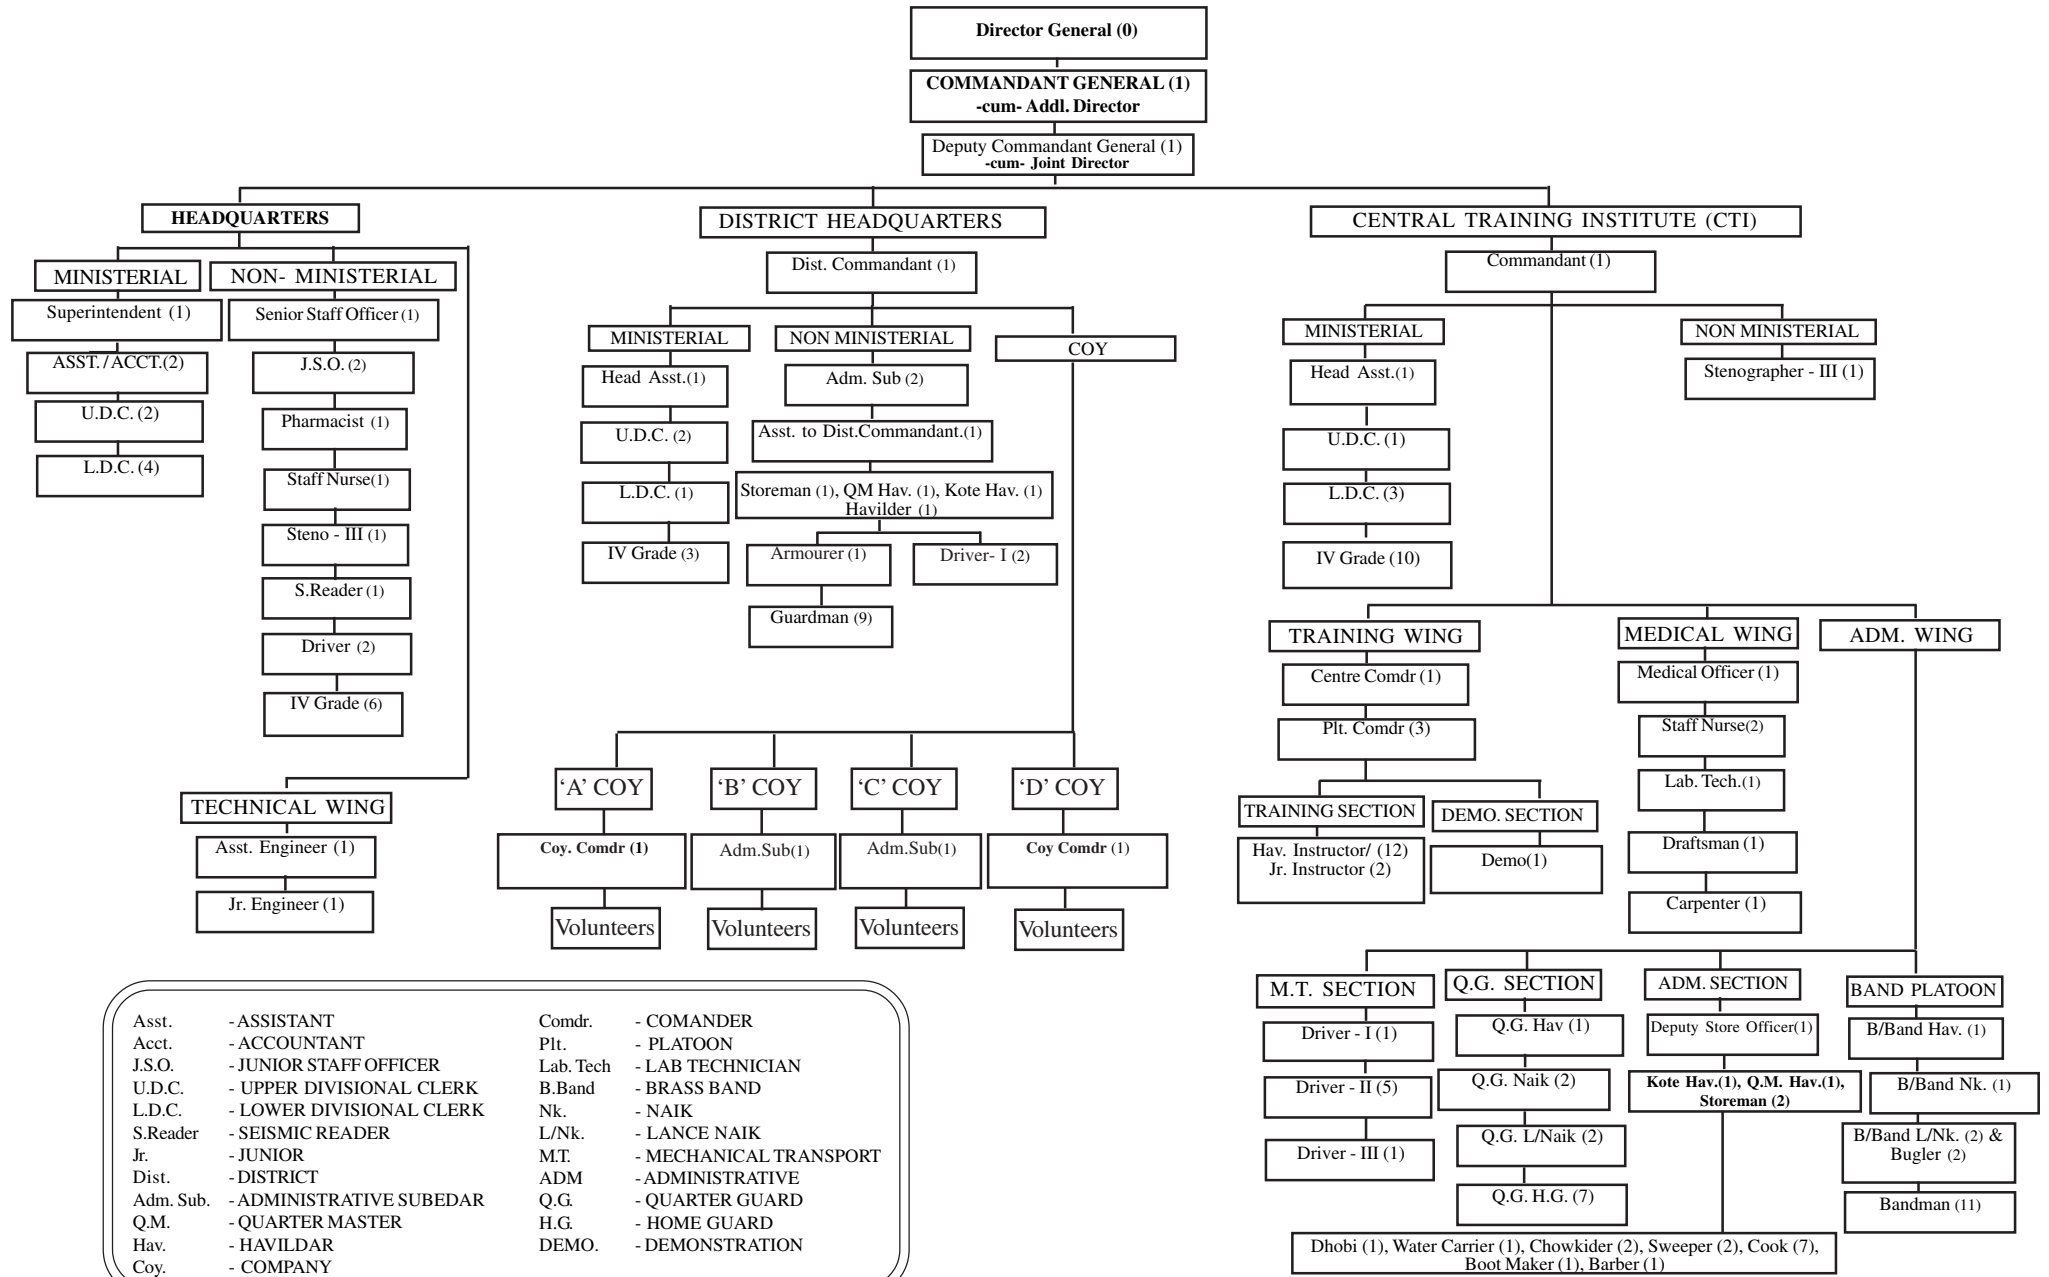 Director General (0)
COMMANDANT GENERAL (1)
-cum- Addl. Director
Deputy Commandant General (1)
-cum- Joint Director
HEADQUARTERS
MINISTERIAL
Superintendent (1)
ASST. / ACCT.(2)
U.D.C. (2)
L.D.C. (4)
NON- MINISTERIAL
Senior Staff Officer (1)
J.S.O. (2)
Pharmacist (1)
Staff Nurse(1)
Steno - III (1)
S.Reader (1)
Driver (2)
IV Grade (6)
TECHNICAL WING
Asst. Engineer (1)
Jr. Engineer (1)
DISTRICT HEADQUARTERS
Dist. Commandant (1)
MINISTERIAL
Head Asst.(1)
U.D.C. (2)
L.D.C. (1)
IV Grade (3)
NON MINISTERIAL
Adm. Sub (2)
Asst. to Dist.Commandant.(1)
Storeman (1), QM Hav. (1), Kote Hav. (1)
Havilder (1)
Armourer (1)
Guardman (9)
Driver- I (2)
COY
‘A’ COY
Coy. Comdr (1)
Volunteers
‘B’ COY
Adm.Sub(1)
Volunteers
‘C’ COY
Adm.Sub(1)
Volunteers
‘D’ COY
Coy Comdr (1)
Volunteers
CENTRAL TRAINING INSTITUTE (CTI)
Commandant (1)
MINISTERIAL
Head Asst.(1)
U.D.C. (1)
L.D.C. (3)
IV Grade (10)
NON MINISTERIAL
Stenographer - III (1)
TRAINING WING
Centre Comdr (1)
Plt. Comdr (3)
TRAINING SECTION
Hav. Instructor/ (12)
Jr. Instructor (2)
DEMO. SECTION
Demo(1)
MEDICAL WING
Medical Officer (1)
Staff Nurse(2)
Lab. Tech.(1)
Draftsman (1)
Carpenter (1)
ADM. WING
M.T. SECTION
Driver - I (1)
Driver - II (5)
Driver - III (1)
Q.G. SECTION
Q.G. Hav (1)
Q.G. Naik (2)
Q.G. L/Naik (2)
Q.G. H.G. (7)
ADM. SECTION
Deputy Store Officer(1)
Kote Hav.(1), Q.M. Hav.(1),
Storeman (2)
Dhobi (1), Water Carrier (1), Chowkider (2), Sweeper (2), Cook (7),
Boot Maker (1), Barber (1)
BAND PLATOON
B/Band Hav. (1)
B/Band Nk. (1)
B/Band L/Nk. (2) &
Bugler (2)
Bandman (11)
Asst. - ASSISTANT
Acct. - ACCOUNTANT
J.S.O. - JUNIOR STAFF OFFICER
U.D.C. - UPPER DIVISIONAL CLERK
L.D.C. - LOWER DIVISIONAL CLERK
S.Reader - SEISMIC READER
Jr. - JUNIOR
Dist. - DISTRICT
Adm. Sub. - ADMINISTRATIVE SUBEDAR
Q.M. - QUARTER MASTER
Hav. - HAVILDAR
Coy. - COMPANY
Comdr. - COMANDER
Plt. - PLATOON
Lab. Tech - LAB TECHNICIAN
B.Band - BRASS BAND
Nk. - NAIK
L/Nk. - LANCE NAIK
M.T. - MECHANICAL TRANSPORT
ADM - ADMINISTRATIVE
Q.G. - QUARTER GUARD
H.G. - HOME GUARD
DEMO. - DEMONSTRATION